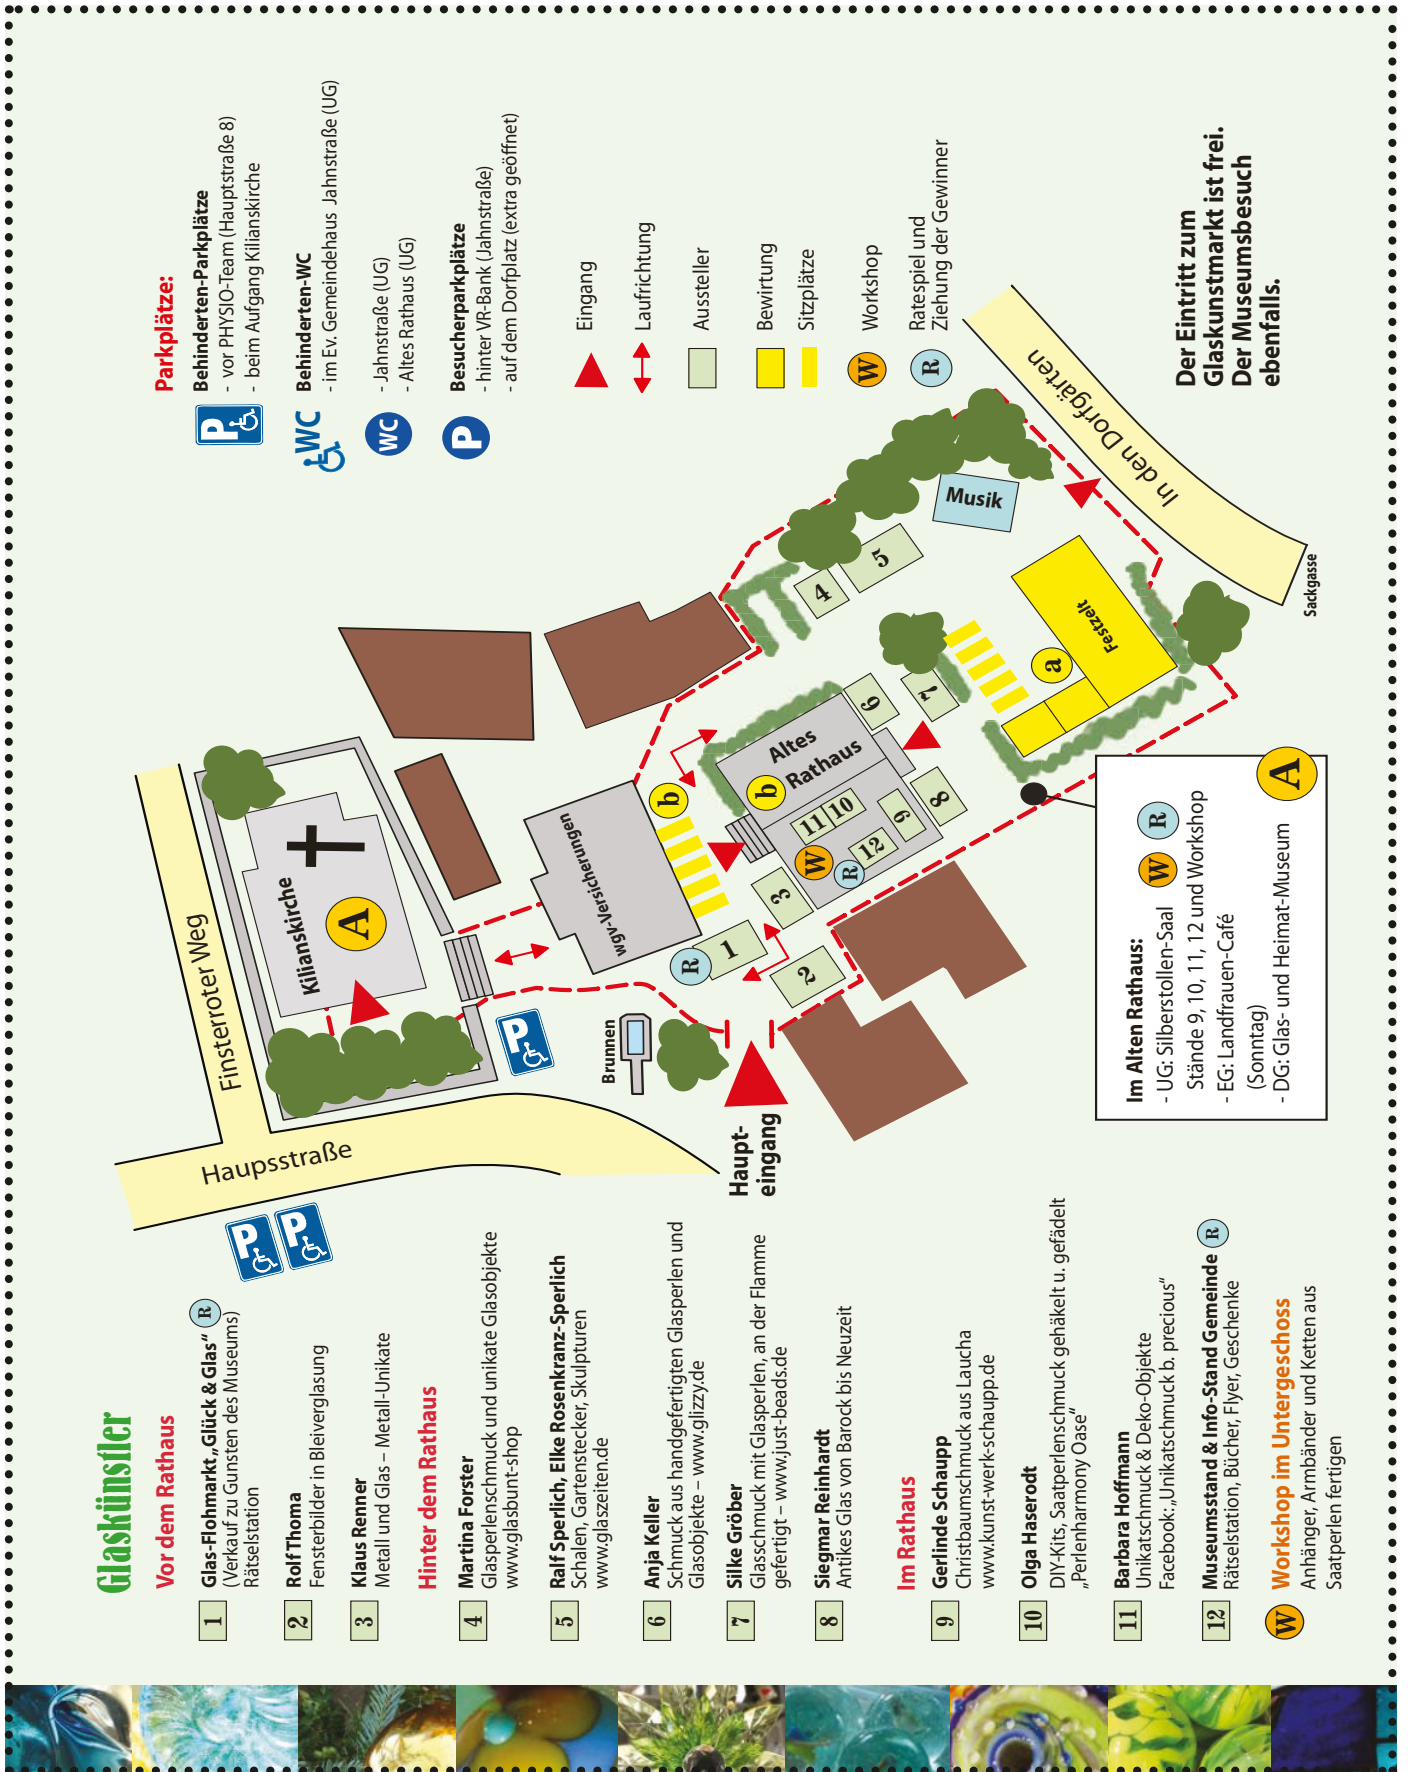 Glaskünstler
Vor dem Rathaus
1
Glas-Flohmarkt „Glück & Glas“ R
(Verkauf zu Gunsten des Museums)
Rätselstation
2
Rolf Thoma
Fensterbilder in Bleiverglasung
3
Klaus Renner
Metall und Glas – Metall-Unikate
Hinter dem Rathaus
4
Martina Forster
Glasperlenschmuck und unikate Glasobjekte
www.glasbunt-shop
5
Ralf Sperlich, Elke Rosenkranz-Sperlich
Schalen, Gartenstecker, Skulpturen
www.glaszeiten.de
6
Anja Keller
Schmuck aus handgefertigten Glasperlen und
Glasobjekte – www.glizzy.de
7
Silke Gröber
Glasschmuck mit Glasperlen, an der Flamme
gefertigt – www.just-beads.de
8
Siegmar Reinhardt
Antikes Glas von Barock bis Neuzeit
Im Rathaus
9
Gerlinde Schaupp
Christbaumschmuck aus Laucha
www.kunst-werk-schaupp.de
10
Olga Haserodt
DIY-Kits, Saatperlenschmuck gehäkelt u. gefädelt
„Perlenharmony Oase“
11
Barbara Hoffmann
Unikatschmuck & Deko-Objekte
Facebook: „Unikatschmuck b. precious“
12
Museumsstand & Info-Stand Gemeinde R
Rätselstation, Bücher, Flyer, Geschenke
W
Workshop im Untergeschoss
Anhänger, Armbänder und Ketten aus
Saatperlen fertigen
Finsterroter Weg
Haupsstraße
P
P
P
Kilianskirche
A
Brunnen
Haupt-
eingang
wgv-Versicherungen
R
1
2
3
b
b
Altes
Rathaus
W
R
11
10
12
9
8
6
7
4
5
Musik
a
Festzelt
In den Dorfgärten
Sackgasse
Im Alten Rathaus:
- UG: Silberstollen-Saal W R
Stände 9, 10, 11, 12 und Workshop
- EG: Landfrauen-Café
(Sonntag)
- DG: Glas- und Heimat-Museum
A
Parkplätze:
P
Behinderten-Parkplätze
- vor PHYSIO-Team (Hauptstraße 8)
- beim Aufgang Kilianskirche
WC
Behinderten-WC
- im Ev. Gemeindehaus Jahnstraße (UG)
WC
- Jahnstraße (UG)
- Altes Rathaus (UG)
P
Besucherparkplätze
- hinter VR-Bank (Jahnstraße)
- auf dem Dorfplatz (extra geöffnet)
Eingang
Laufrichtung
Aussteller
Bewirtung
Sitzplätze
W
Workshop
R
Ratespiel und
Ziehung der Gewinner
Der Eintritt zum
Glaskunstmarkt ist frei.
Der Museumsbesuch
ebenfalls.